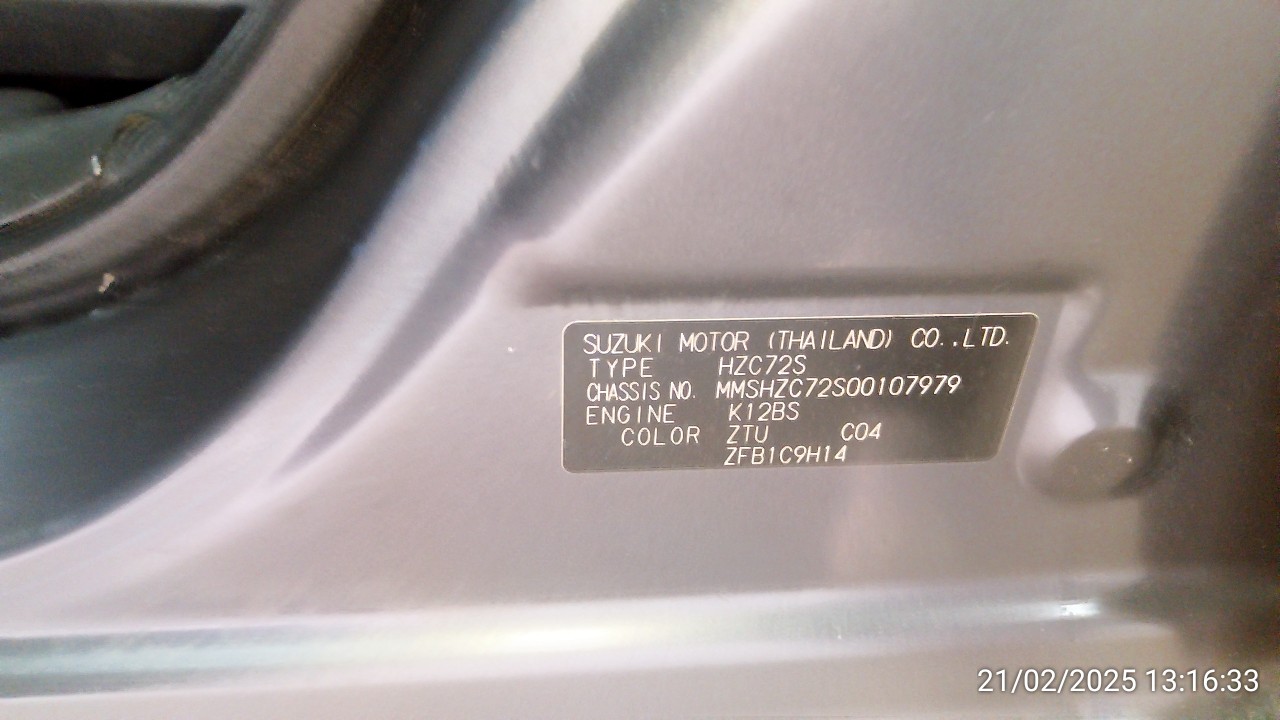 SUZUKI MOTOR (THAILAND) CO.,LTD.
TYPE HZC72S
CHASSIS NO. MMSHZC72S00107979
ENGINE K12BS
COLOR ZTU C04
ZFB1C9H14
21/02/2025 13:16:33